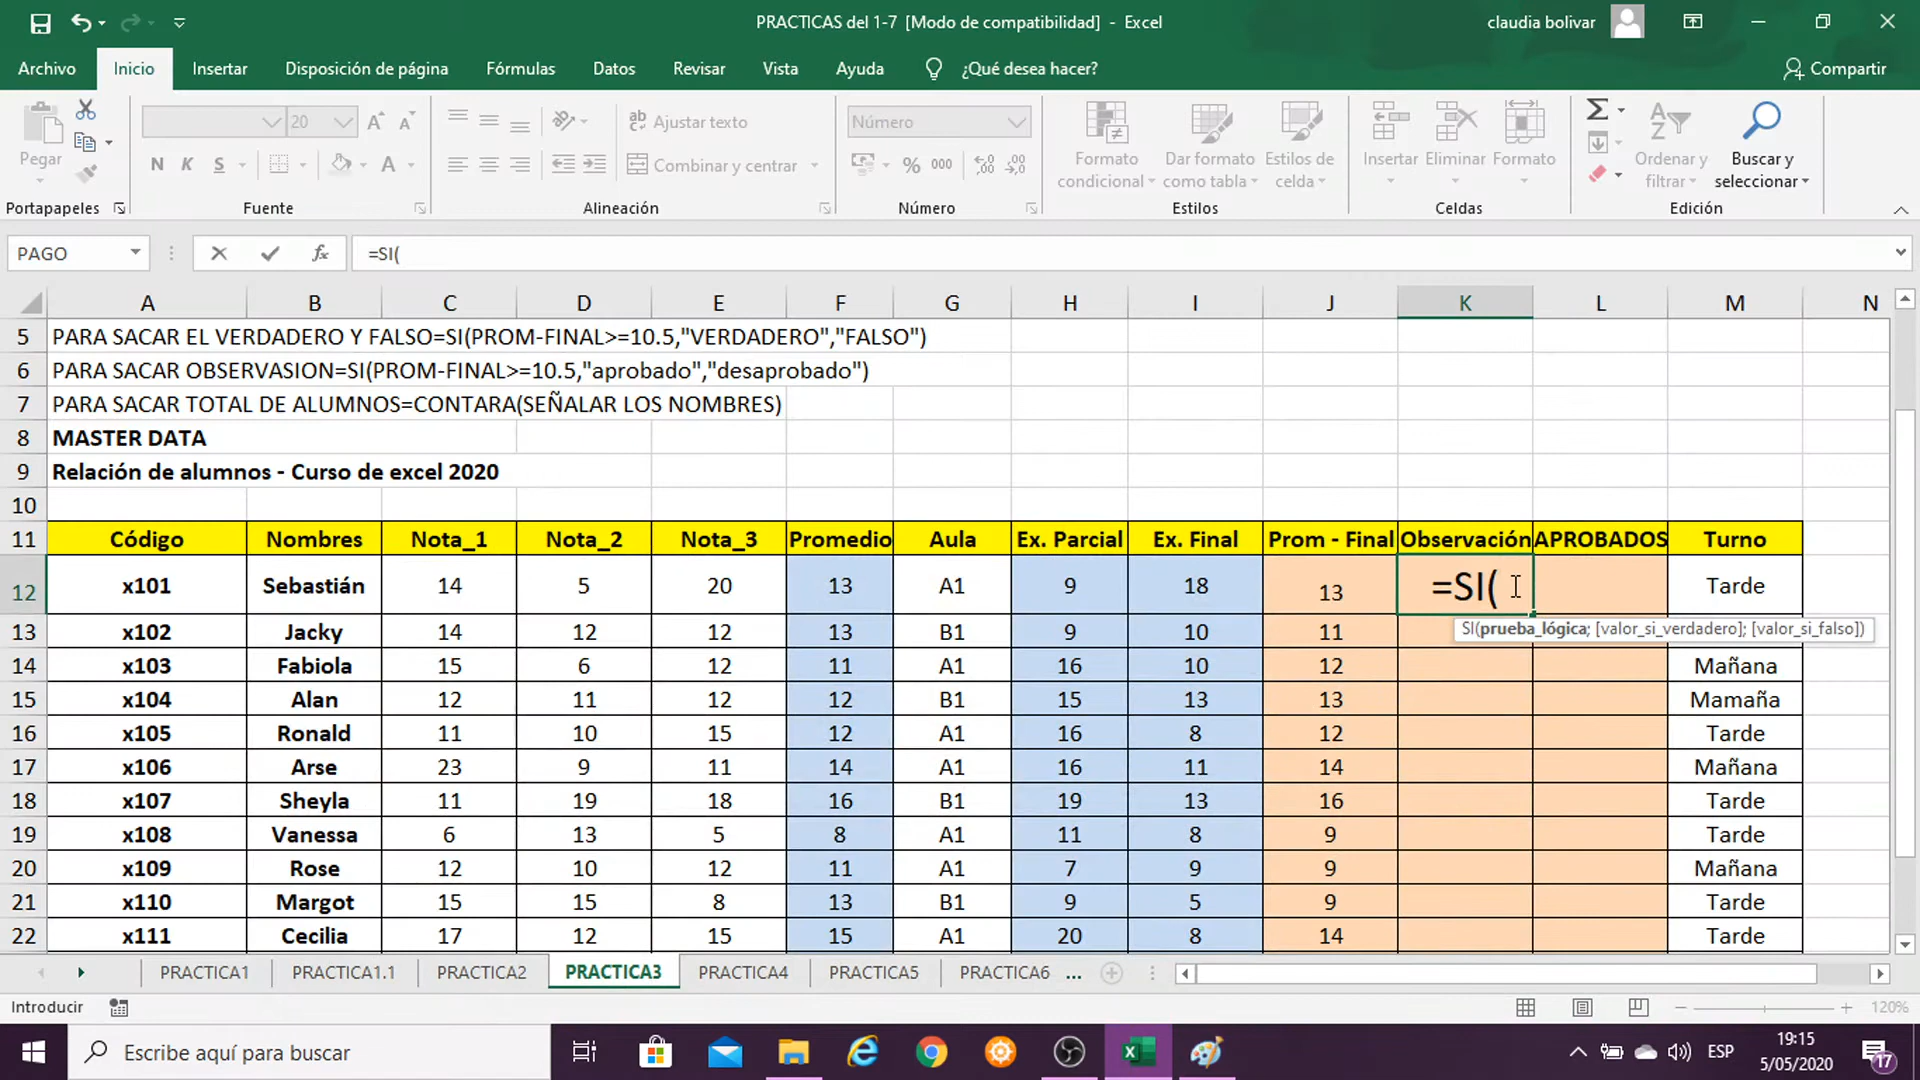 PRACTICAS del 1-7 [Modo de compatibilidad] - Excel
claudia bolivar
Archivo Inicio Insertar Disposición de página Fórmulas Datos Revisar Vista Ayuda ¿Qué desea hacer? Compartir
Pegar
20
N K S
Ajustar texto
Combinar y centrar
Número
% 000
Formato condicional
Dar formato como tabla
Estilos de celda
Insertar Eliminar Formato
Ordenar y filtrar
Buscar y seleccionar
Portapapeles Fuente Alineación Número Estilos Celdas Edición
PAGO fx =SI(
A B C D E F G H I J K L M N
5 PARA SACAR EL VERDADERO Y FALSO=SI(PROM-FINAL>=10.5,"VERDADERO","FALSO")
6 PARA SACAR OBSERVASION=SI(PROM-FINAL>=10.5,"aprobado","desaprobado")
7 PARA SACAR TOTAL DE ALUMNOS=CONTARA(SEÑALAR LOS NOMBRES)
8 MASTER DATA
9 Relación de alumnos - Curso de excel 2020
10
11 Código Nombres Nota_1 Nota_2 Nota_3 Promedio Aula Ex. Parcial Ex. Final Prom - Final Observación APROBADOS Turno
12 x101 Sebastián 14 5 20 13 A1 9 18 13 =SI( Tarde
SI(prueba_lógica; [valor_si_verdadero]; [valor_si_falso])
13 x102 Jacky 14 12 12 13 B1 9 10 11
14 x103 Fabiola 15 6 12 11 A1 16 10 12 Mañana
15 x104 Alan 12 11 12 12 B1 15 13 13 Mamaña
16 x105 Ronald 11 10 15 12 A1 16 8 12 Tarde
17 x106 Arse 23 9 11 14 A1 16 11 14 Mañana
18 x107 Sheyla 11 19 18 16 B1 19 13 16 Tarde
19 x108 Vanessa 6 13 5 8 A1 11 8 9 Tarde
20 x109 Rose 12 10 12 11 A1 7 9 9 Mañana
21 x110 Margot 15 15 8 13 B1 9 5 9 Tarde
22 x111 Cecilia 17 12 15 15 A1 20 8 14 Tarde
PRACTICA1 PRACTICA1.1 PRACTICA2 PRACTICA3 PRACTICA4 PRACTICA5 PRACTICA6 ...
Introducir 120%
Escribe aquí para buscar
ESP
19:15
5/05/2020
17